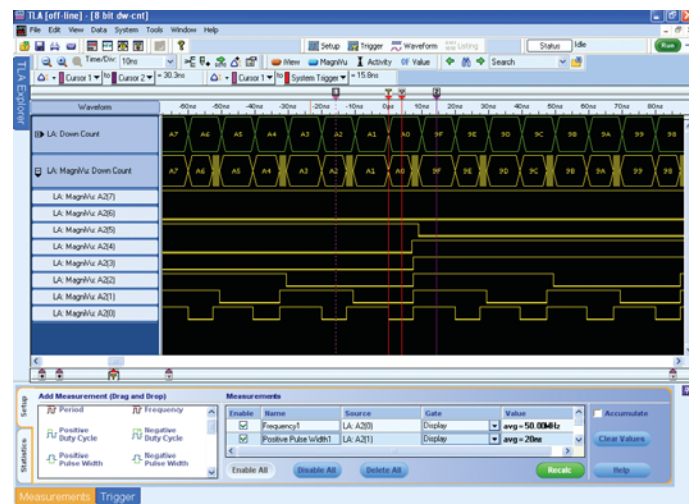 TLA [off-line] - [8 bit dw-cnt]
File Edit View Data System Tools Window Help
Setup Trigger Waveform Listing Status Idle Run
Time/Div: 10ns iView MagniVu Activity Value Search
Cursor 1 to Cursor 2 = -30.3ns Cursor 1 to System Trigger = -15.8ns
TLA Explorer
Waveform -60ns -50ns -40ns -30ns -20ns -10ns 0ps 10ns 20ns 30ns 40ns 50ns 60ns 70ns 80ns
LA: Down Count A7 A6 A5 A4 A3 A2 A1 A0 9F 9E 9D 9C 9B 9A 99 98
LA: MagniVu: Down Count A7 A6 A5 A4 A3 A2 A1 A0 9F 9E 9D 9C 9B 9A 99 98
LA: MagniVu: A2(7)
LA: MagniVu: A2(6)
LA: MagniVu: A2(5)
LA: MagniVu: A2(4)
LA: MagniVu: A2(3)
LA: MagniVu: A2(2)
LA: MagniVu: A2(1)
LA: MagniVu: A2(0)
Setup
Statistics
Add Measurement (Drag and Drop)
Period Frequency
Positive Duty Cycle Negative Duty Cycle
Positive Pulse Width Negative Pulse Width
Measurements
Enable Name Source Gate Value
Frequency1 LA: A2(0) Display avg = 50.00MHz
Positive Pulse Width1 LA: A2(1) Display avg = 20ns
Enable All Disable All Delete All Recalc
Accumulate
Clear Values
Help
Measurements Trigger